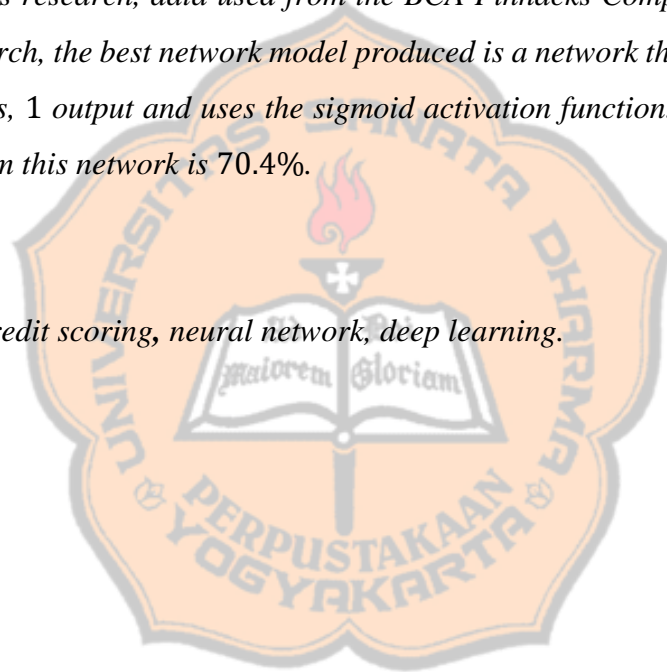 s research, data used from the BCA Finhacks Comp
rch, the best network model produced is a network th
s, 1 output and uses the sigmoid activation function.
m this network is 70.4%.
redit scoring, neural network, deep learning.
UNIVERSITAS SANATA DHARMA
Ad Dei
Maiorem Gloriam
PERPUSTAKAAN
YOGYAKARTA